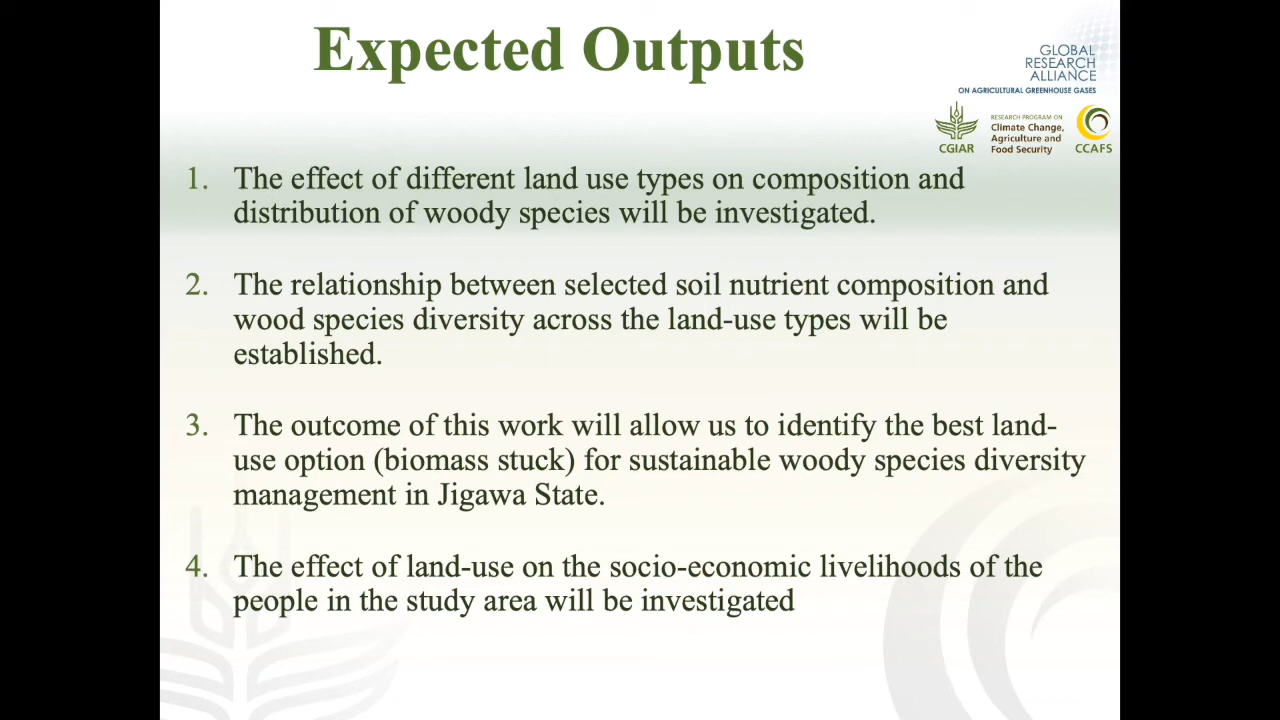 Expected Outputs
GLOBAL
RESEARCH
ALLIANCE
ON AGRICULTURAL GREENHOUSE GASES
CGIAR
RESEARCH PROGRAM ON
Climate Change,
Agriculture and
Food Security
CCAFS
1. The effect of different land use types on composition and
distribution of woody species will be investigated.
2. The relationship between selected soil nutrient composition and
wood species diversity across the land-use types will be
established.
3. The outcome of this work will allow us to identify the best land-
use option (biomass stuck) for sustainable woody species diversity
management in Jigawa State.
4. The effect of land-use on the socio-economic livelihoods of the
people in the study area will be investigated